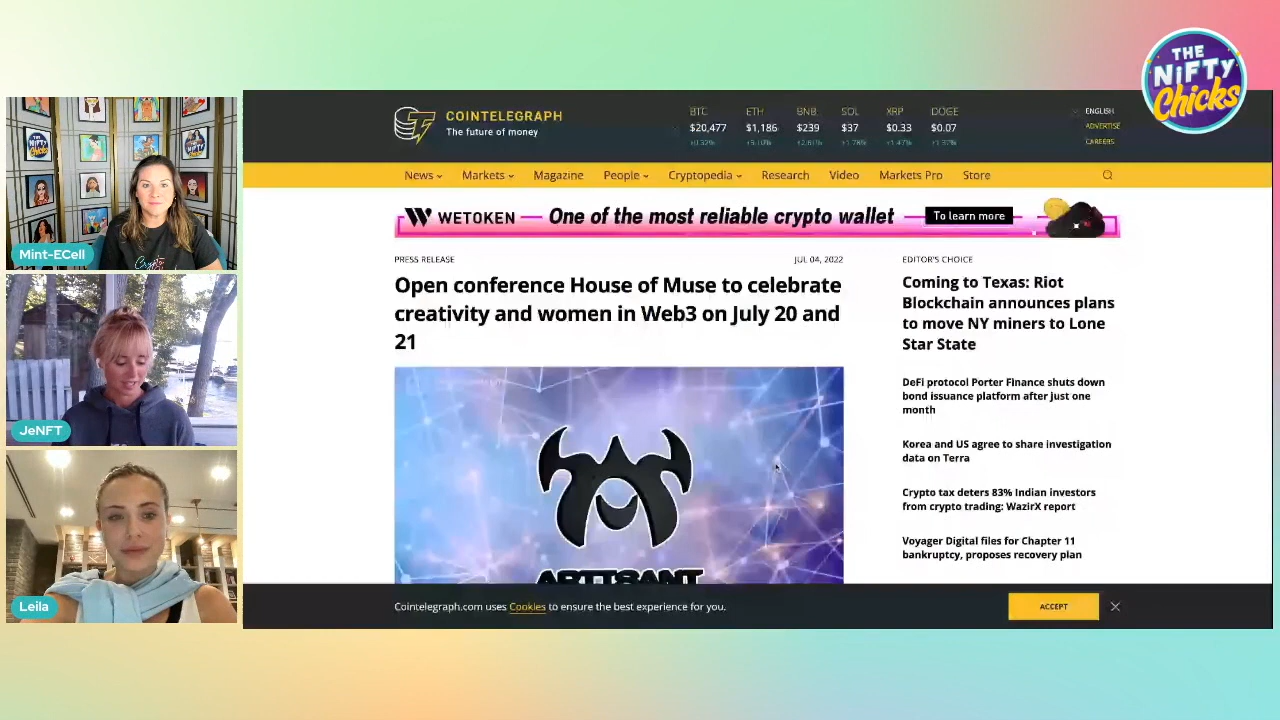 THE
NiFTy
Chicks
Mint-ECell
JeNFT
Leila
COINTELEGRAPH
The future of money
BTC ETH BNB SOL XRP DOGE
$20,477 $1,186 $239 $37 $0.33 $0.07
ENGLISH
ADVERTISE
CAREERS
News Markets Magazine People Cryptopedia Research Video Markets Pro Store
WETOKEN One of the most reliable crypto wallet To learn more
PRESS RELEASE JUL 04, 2022
Open conference House of Muse to celebrate
creativity and women in Web3 on July 20 and
21
ARTISANT
EDITOR'S CHOICE
Coming to Texas: Riot
Blockchain announces plans
to move NY miners to Lone
Star State
DeFi protocol Porter Finance shuts down
bond issuance platform after just one
month
Korea and US agree to share investigation
data on Terra
Crypto tax deters 83% Indian investors
from crypto trading: WazirX report
Voyager Digital files for Chapter 11
bankruptcy, proposes recovery plan
Cointelegraph.com uses Cookies to ensure the best experience for you.
ACCEPT